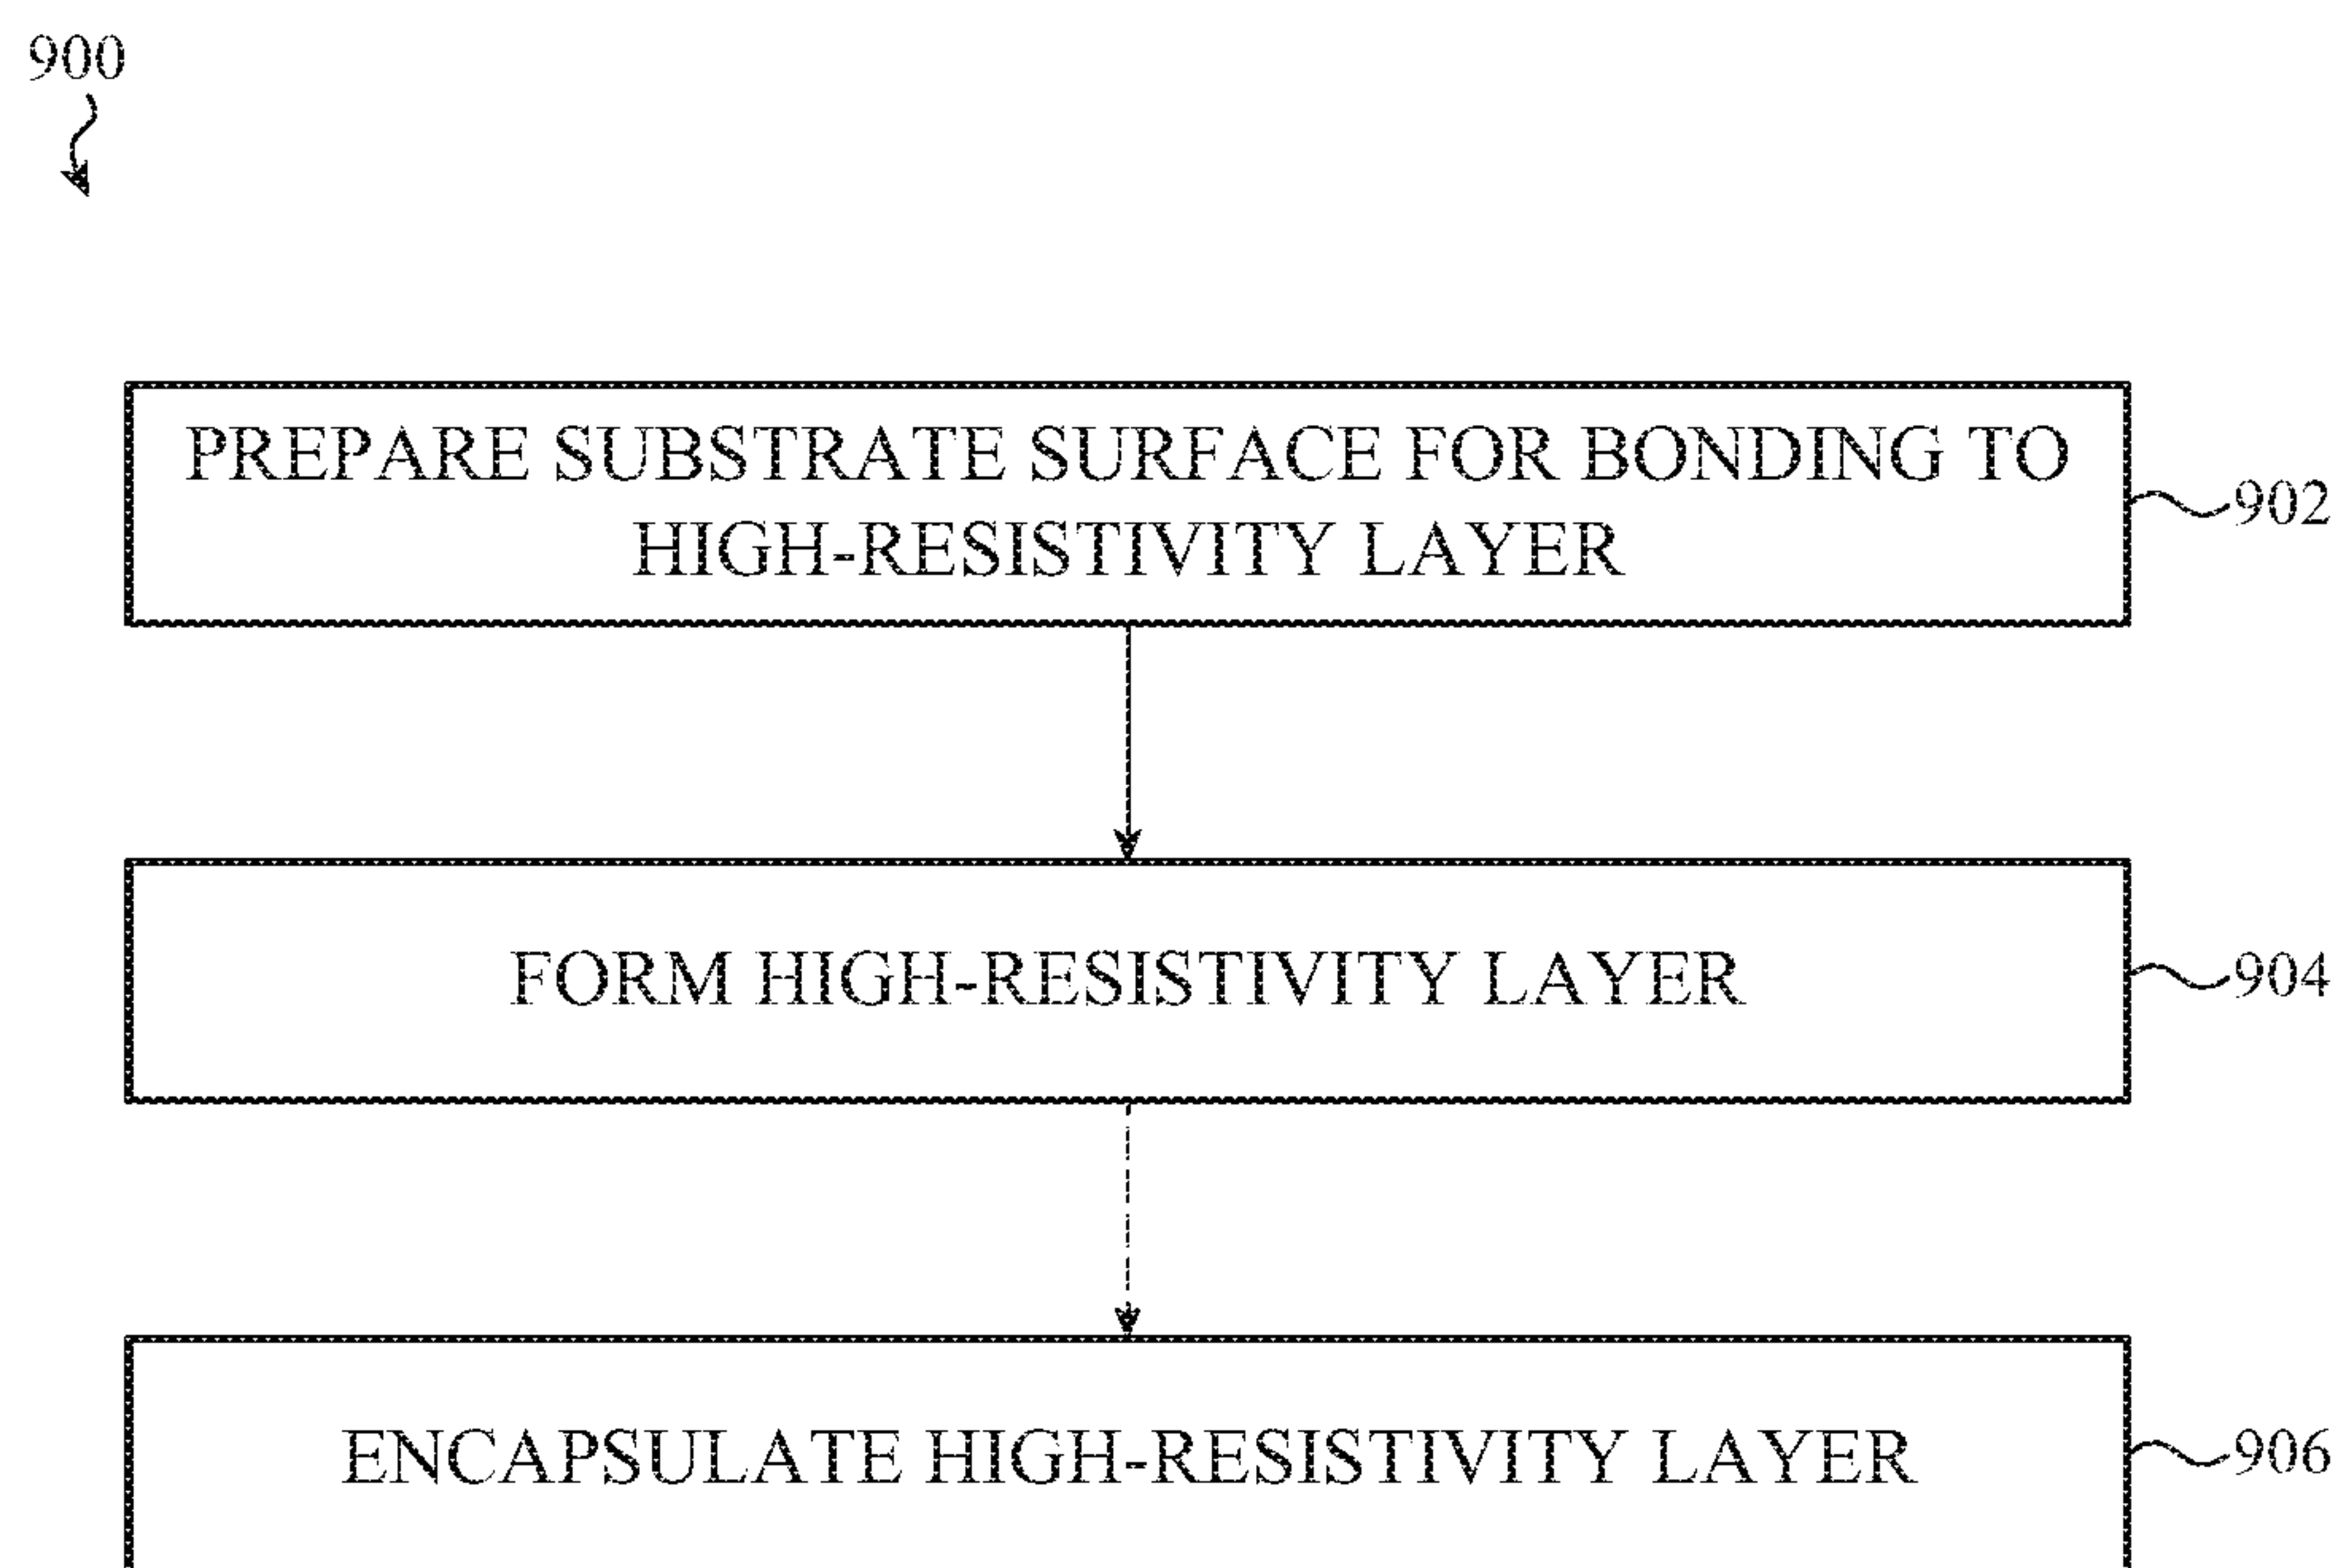 900
PREPARE SUBSTRATE SURFACE FOR BONDING TO
HIGH-RESISTIVITY LAYER
902
FORM HIGH-RESISTIVITY LAYER
904
ENCAPSULATE HIGH-RESISTIVITY LAYER
906